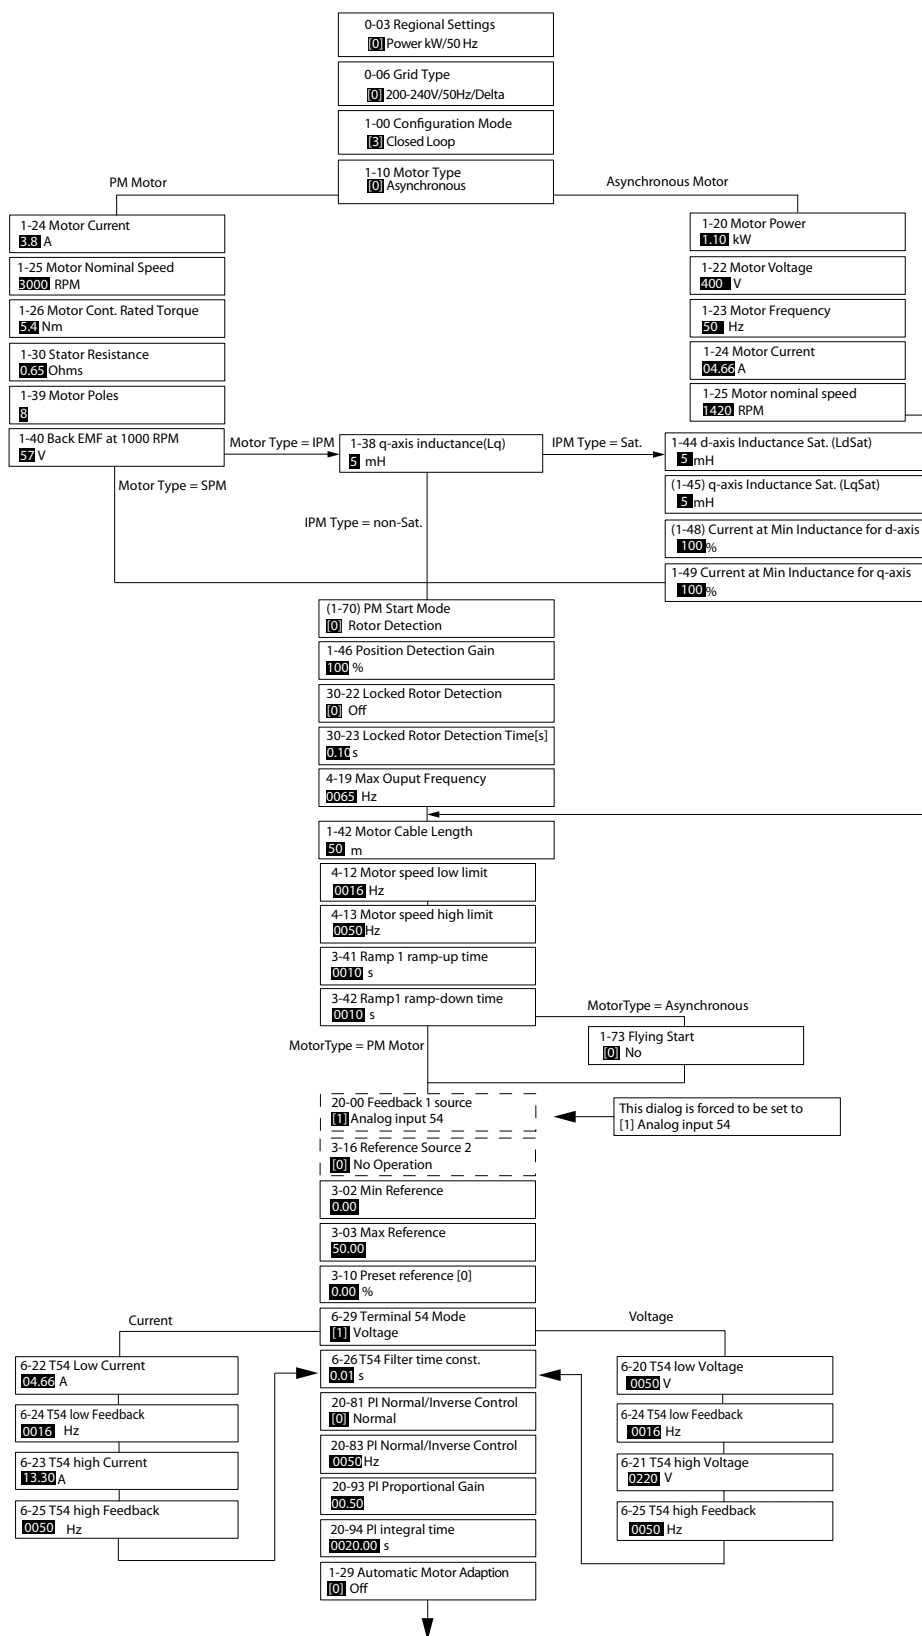 0-03 Regional Settings
[0] Power kW/50 Hz
0-06 Grid Type
[0] 200-240V/50Hz/Delta
1-00 Configuration Mode
[3] Closed Loop
1-10 Motor Type
[0] Asynchronous
PM Motor
Asynchronous Motor
1-24 Motor Current
3.8 A
1-25 Motor Nominal Speed
3000 RPM
1-26 Motor Cont. Rated Torque
5.4 Nm
1-30 Stator Resistance
0.65 Ohms
1-39 Motor Poles
8
1-40 Back EMF at 1000 RPM
57 V
1-20 Motor Power
1.10 kW
1-22 Motor Voltage
400 V
1-23 Motor Frequency
50 Hz
1-24 Motor Current
04.66 A
1-25 Motor nominal speed
1420 RPM
Motor Type = IPM
1-38 q-axis inductance(Lq)
5 mH
IPM Type = Sat.
1-44 d-axis Inductance Sat. (LdSat)
5 mH
(1-45) q-axis Inductance Sat. (LqSat)
5 mH
(1-48) Current at Min Inductance for d-axis
100 %
1-49 Current at Min Inductance for q-axis
100 %
Motor Type = SPM
IPM Type = non-Sat.
(1-70) PM Start Mode
[0] Rotor Detection
1-46 Position Detection Gain
100 %
30-22 Locked Rotor Detection
[0] Off
30-23 Locked Rotor Detection Time[s]
0.10 s
4-19 Max Ouput Frequency
0065 Hz
1-42 Motor Cable Length
50 m
4-12 Motor speed low limit
0016 Hz
4-13 Motor speed high limit
0050 Hz
3-41 Ramp 1 ramp-up time
0010 s
3-42 Ramp1 ramp-down time
0010 s
MotorType = Asynchronous
1-73 Flying Start
[0] No
MotorType = PM Motor
20-00 Feedback 1 source
[1] Analog input 54
This dialog is forced to be set to
[1] Analog input 54
3-16 Reference Source 2
[0] No Operation
3-02 Min Reference
0.00
3-03 Max Reference
50.00
3-10 Preset reference [0]
0.00 %
6-29 Terminal 54 Mode
[1] Voltage
Current
Voltage
6-22 T54 Low Current
04.66 A
6-24 T54 low Feedback
0016 Hz
6-23 T54 high Current
13.30 A
6-25 T54 high Feedback
0050 Hz
6-26 T54 Filter time const.
0.01 s
20-81 PI Normal/Inverse Control
[0] Normal
20-83 PI Normal/Inverse Control
0050 Hz
20-93 PI Proportional Gain
00.50
20-94 PI integral time
0020.00 s
1-29 Automatic Motor Adaption
[0] Off
6-20 T54 low Voltage
0050 V
6-24 T54 low Feedback
0016 Hz
6-21 T54 high Voltage
0220 V
6-25 T54 high Feedback
0050 Hz